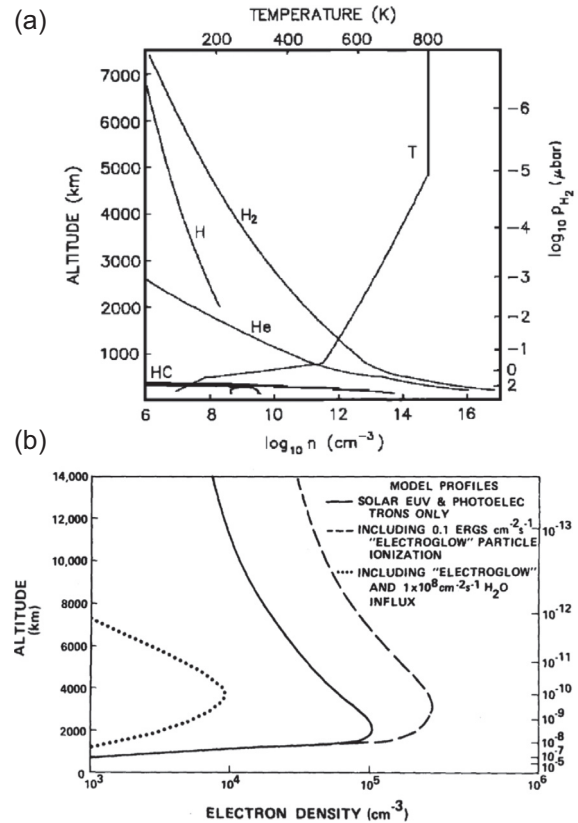 (a)
TEMPERATURE (K)
0 200 400 600 800
7000
6000
5000
4000
3000
2000
1000
ALTITUDE (km)
H
H₂
He
HC
T
−6
−5
−4
−3
−2
−1
0
2
log₁₀ P_H₂ (μbar)
6 8 10 12 14 16
log₁₀ n (cm⁻³)
(b)
14,000
12,000
10,000
8000
6000
4,000
2000
0
ALTITUDE
(km)
MODEL PROFILES
SOLAR EUV & PHOTOELEC
TRONS ONLY
INCLUDING 0.1 ERGS cm⁻²s⁻¹
"ELECTROGLOW" PARTICLE
IONIZATION
INCLUDING "ELECTROGLOW"
AND 1x10⁸cm⁻²s⁻¹ H₂O
INFLUX
10⁻¹³
10⁻¹²
10⁻¹¹
10⁻¹⁰
10⁻⁹
10⁻⁸
10⁻⁷
10⁻⁵
10³ 10⁴ 10⁵ 10⁶
ELECTRON DENSITY (cm⁻³)